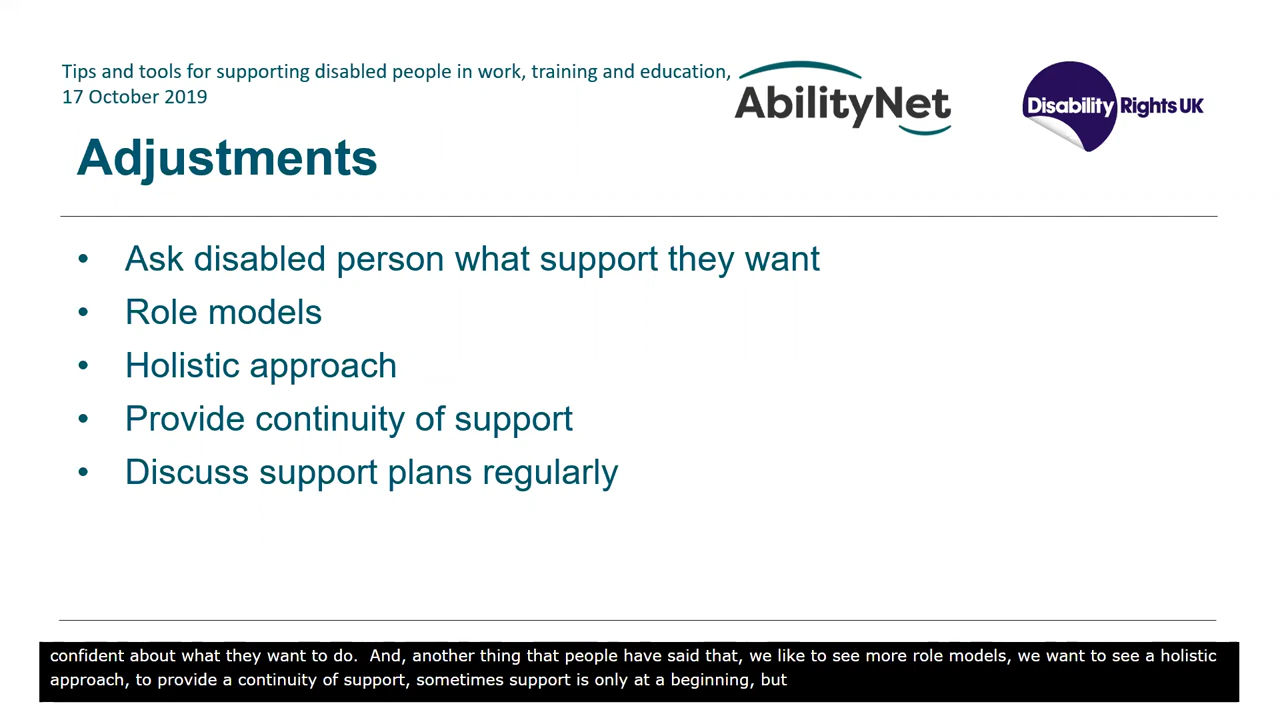 Tips and tools for supporting disabled people in work, training and education,
17 October 2019
AbilityNet
Disability Rights UK
Adjustments
• Ask disabled person what support they want
• Role models
• Holistic approach
• Provide continuity of support
• Discuss support plans regularly
confident about what they want to do.  And, another thing that people have said that, we like to see more role models, we want to see a holistic
approach, to provide a continuity of support, sometimes support is only at a beginning, but